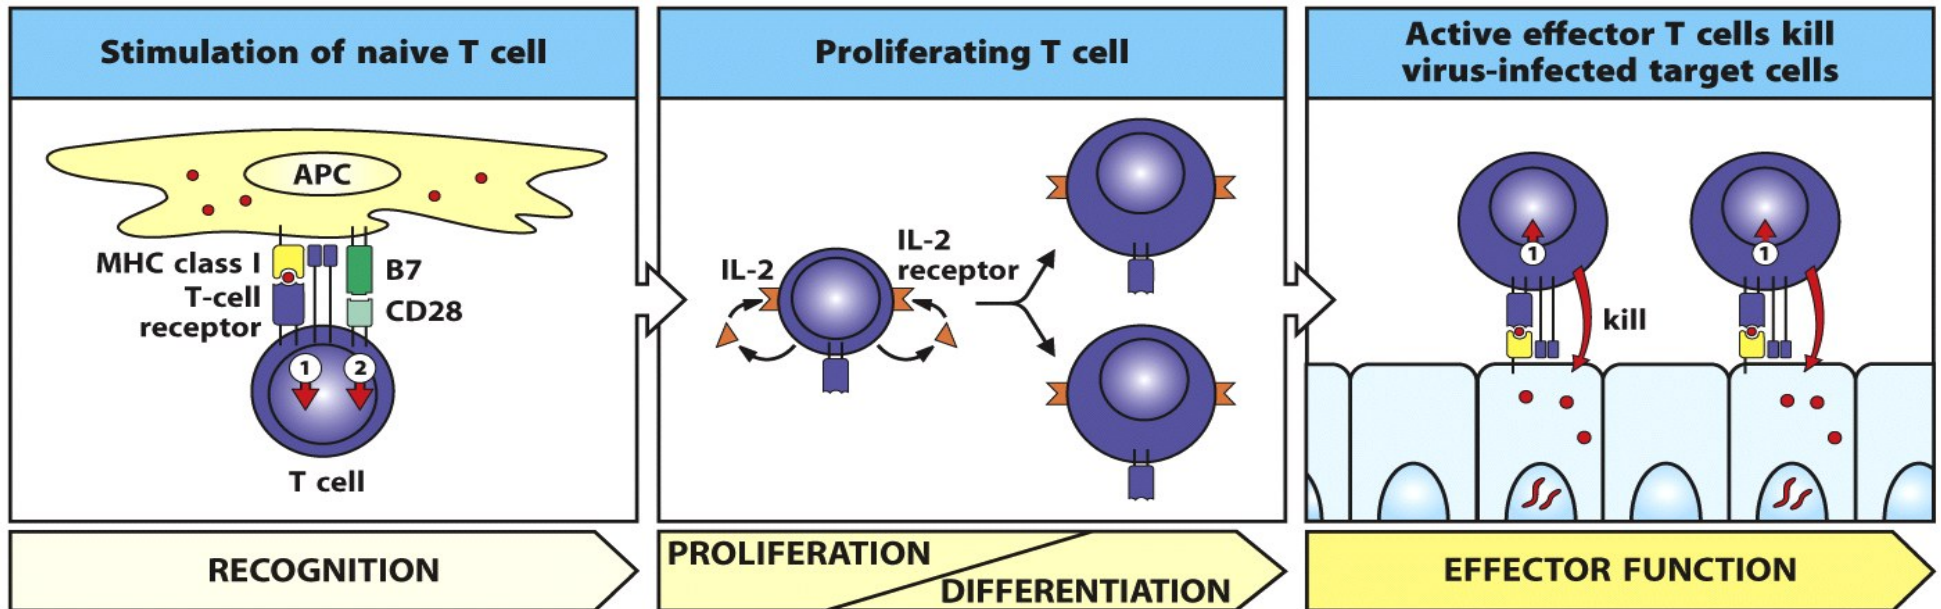 Stimulation of naive T cell
APC
MHC class I
T-cell
receptor
B7
CD28
1
2
T cell
RECOGNITION
Proliferating T cell
IL-2
IL-2
receptor
PROLIFERATION
DIFFERENTIATION
Active effector T cells kill
virus-infected target cells
1
kill
1
EFFECTOR FUNCTION